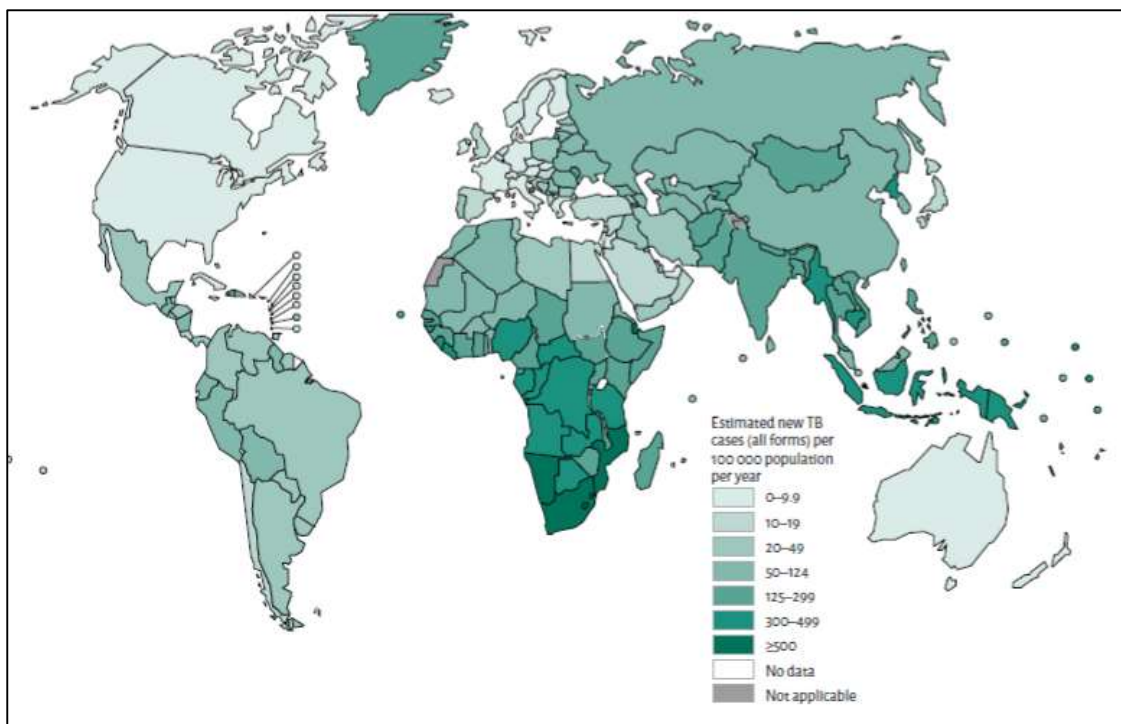 Estimated new TB
cases (all forms) per
100 000 population
per year
0–9.9
10–19
20–49
50–124
125–299
300–499
≥500
No data
Not applicable